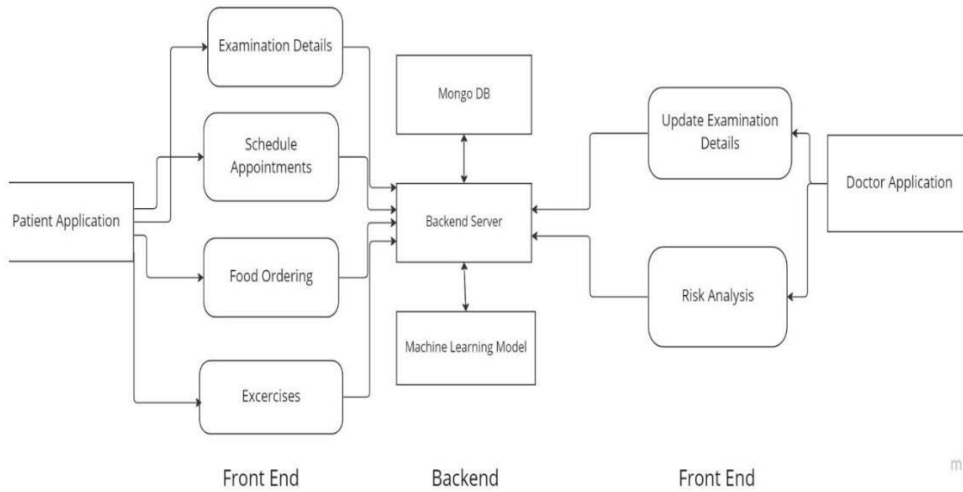 Examination Details
Mongo DB
Update Examination
Details
Schedule
Appointments
Doctor Application
Patient Application
Backend Server
Food Ordering
Risk Analysis
Machine Learning Model
Excercises
Front End
Backend
Front End
m